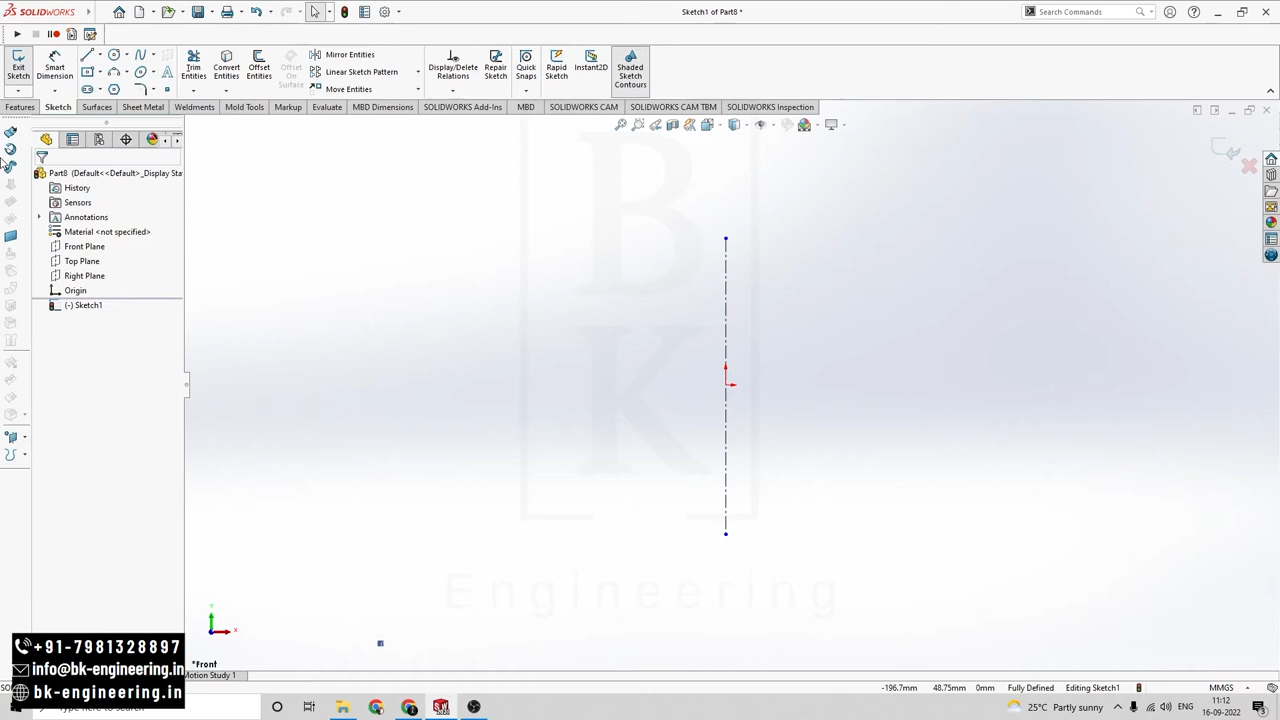 SOLIDWORKS
Sketch1 of Part8 *
Search Commands
Exit Sketch
Smart Dimension
Trim Entities
Convert Entities
Offset Entities
Offset On Surface
Mirror Entities
Linear Sketch Pattern
Move Entities
Display/Delete Relations
Repair Sketch
Quick Snaps
Rapid Sketch
Instant2D
Shaded Sketch Contours
Features Sketch Surfaces Sheet Metal Weldments Mold Tools Markup Evaluate MBD Dimensions SOLIDWORKS Add-Ins MBD SOLIDWORKS CAM SOLIDWORKS CAM TBM SOLIDWORKS Inspection
Part8 (Default<<Default>_Display Sta
History
Sensors
Annotations
Material <not specified>
Front Plane
Top Plane
Right Plane
Origin
(-) Sketch1
B
K
Engineering
Y
X
*Front
+91-7981328897
info@bk-engineering.in
bk-engineering.in
Motion Study 1
-196.7mm 48.75mm 0mm Fully Defined Editing Sketch1 MMGS
25°C Partly sunny
ENG
11:12
16-09-2022